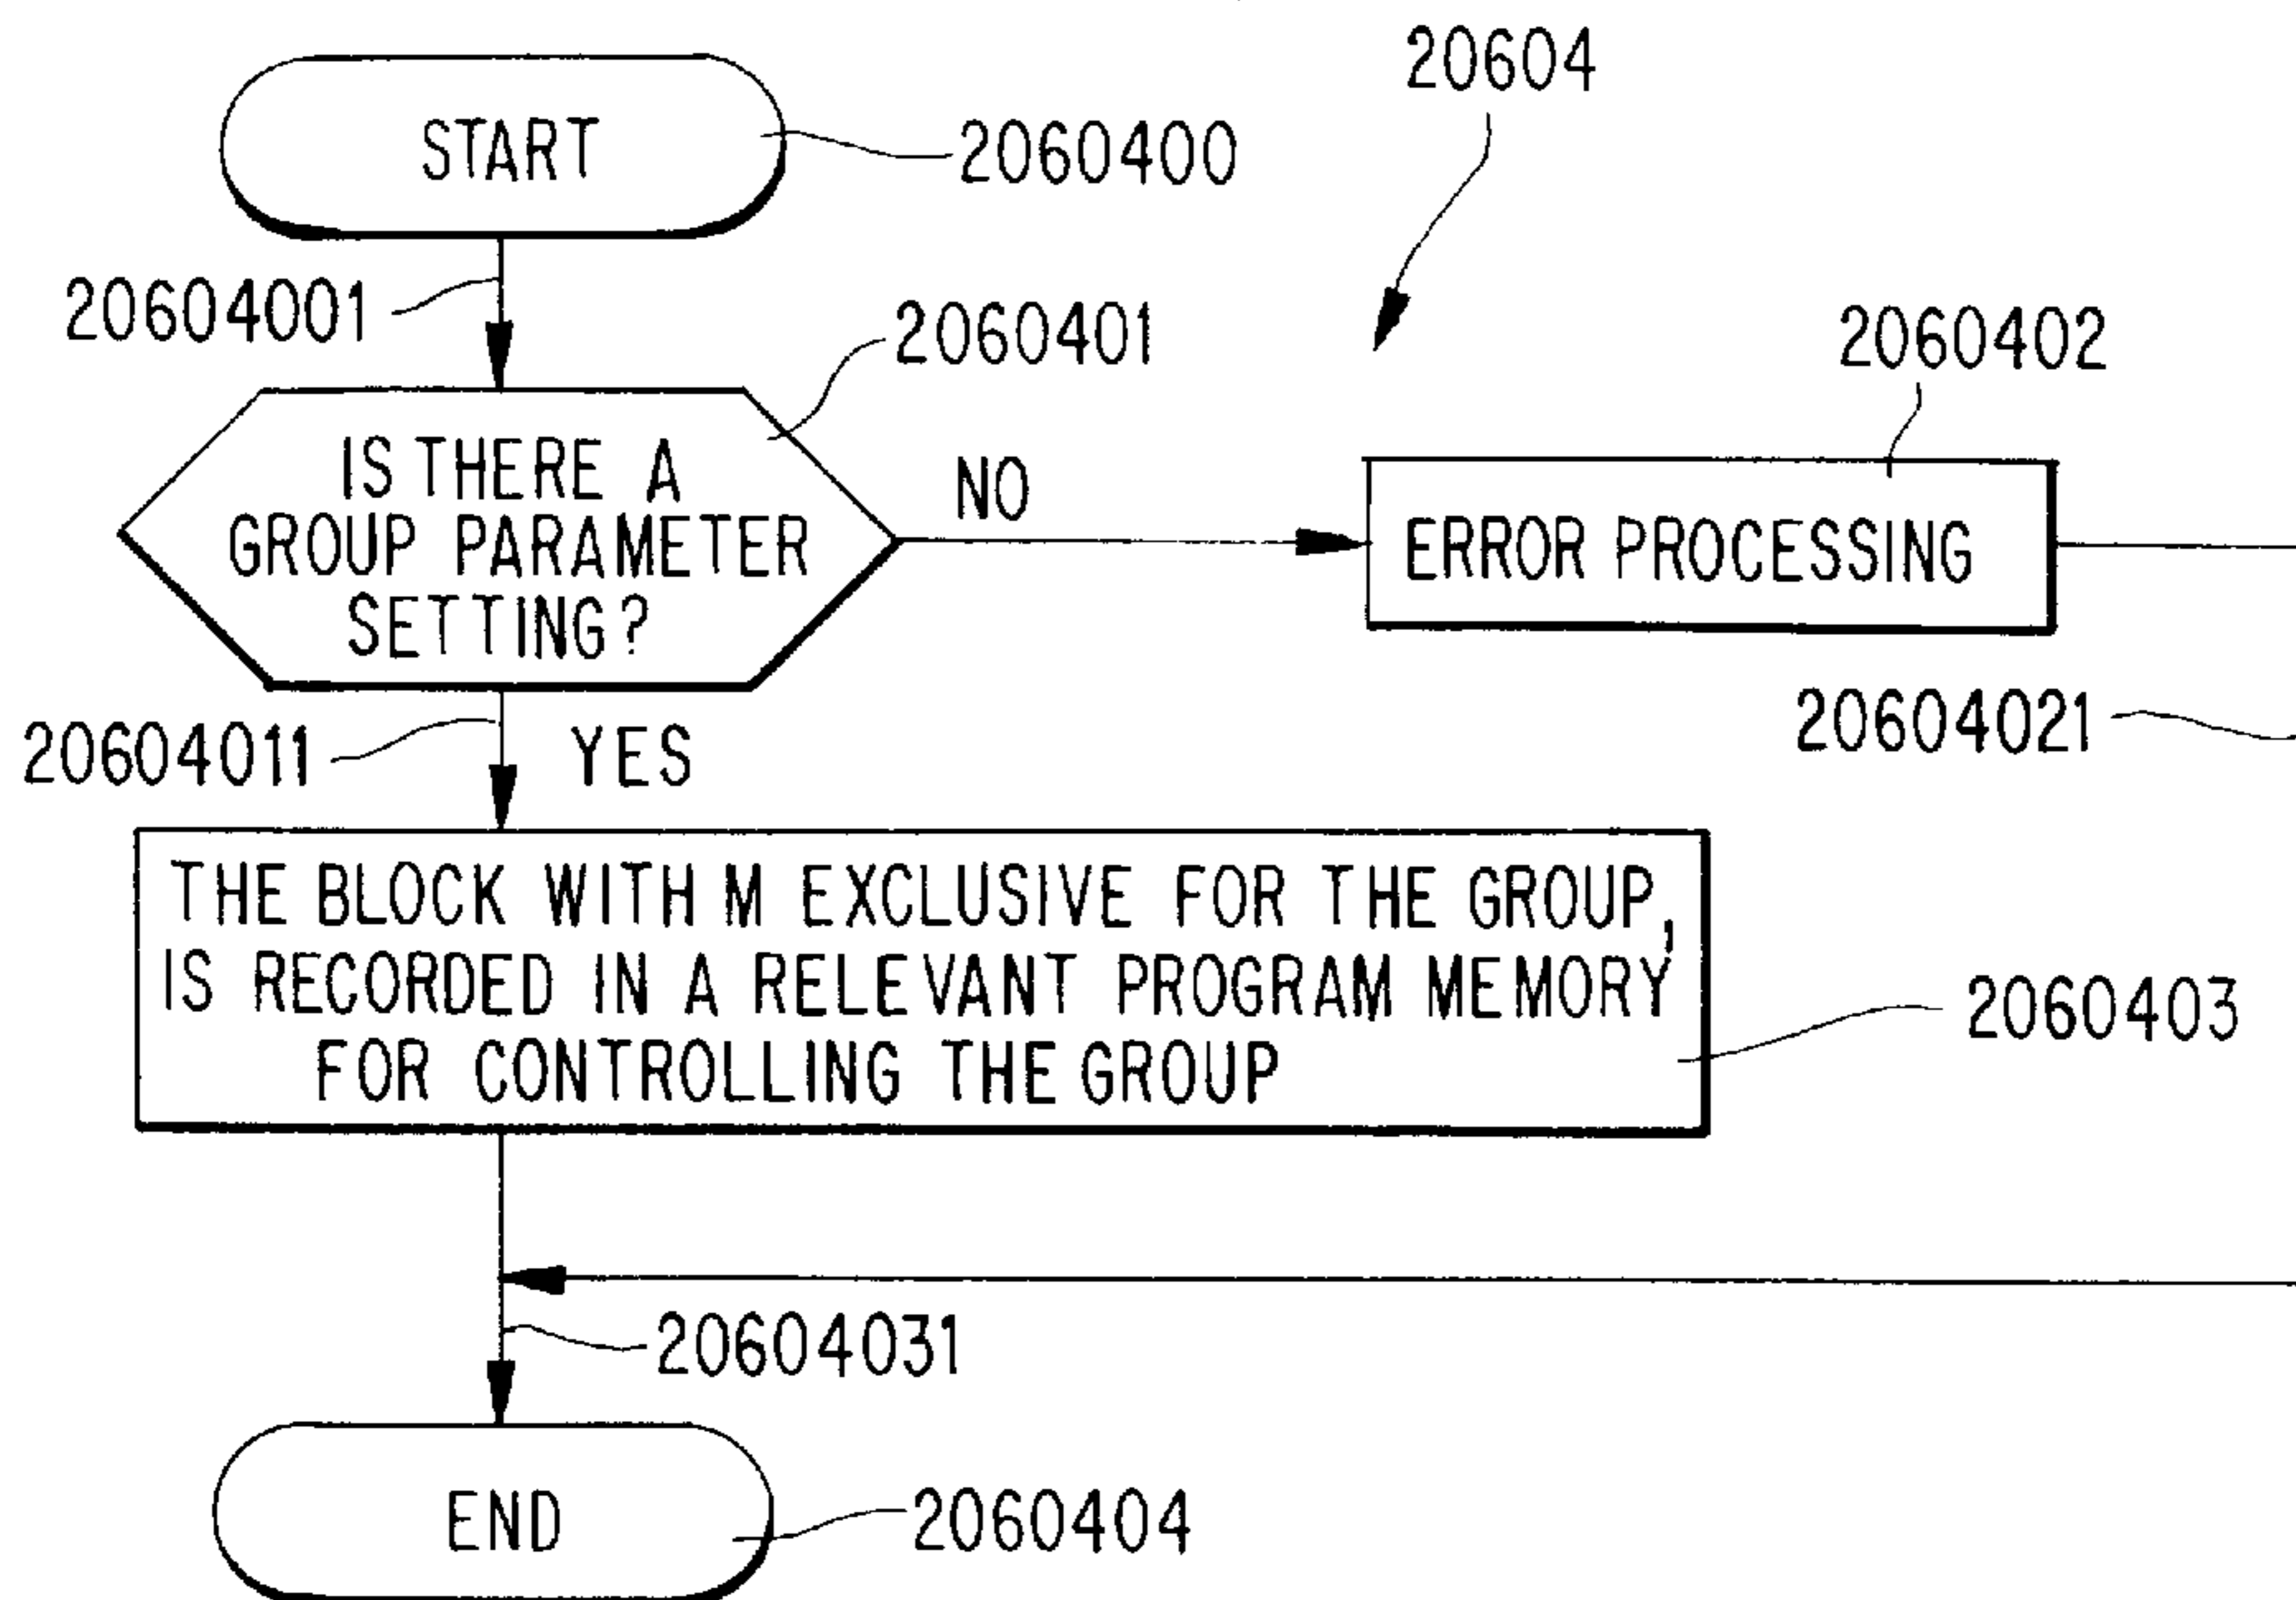 20604
START
2060400
20604001
2060401
2060402
IS THERE A
GROUP PARAMETER
SETTING?
NO
ERROR PROCESSING
20604021
20604011
YES
THE BLOCK WITH M EXCLUSIVE FOR THE GROUP,
IS RECORDED IN A RELEVANT PROGRAM MEMORY
FOR CONTROLLING THE GROUP
2060403
20604031
END
2060404